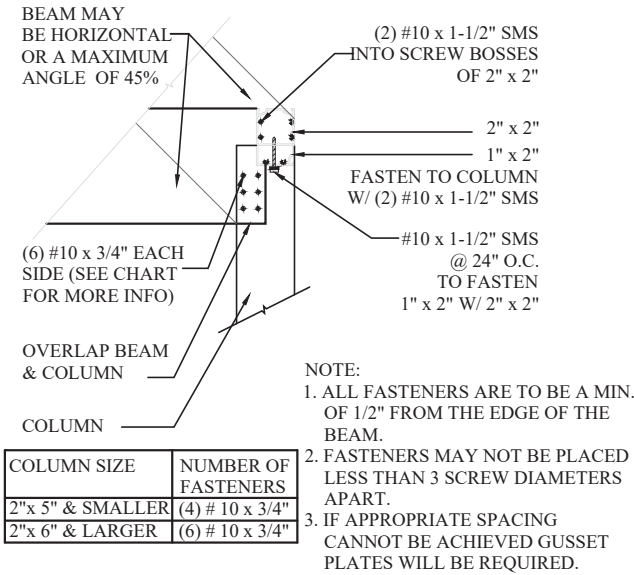 BEAM MAY
BE HORIZONTAL
OR A MAXIMUM
ANGLE OF 45%
(2) #10 x 1-1/2" SMS
INTO SCREW BOSSES
OF 2" x 2"
2" x 2"
1" x 2"
FASTEN TO COLUMN
W/ (2) #10 x 1-1/2" SMS
#10 x 1-1/2" SMS
@ 24" O.C.
TO FASTEN
1" x 2" W/ 2" x 2"
(6) #10 x 3/4" EACH
SIDE (SEE CHART
FOR MORE INFO)
OVERLAP BEAM
& COLUMN
COLUMN
COLUMN SIZE
NUMBER OF
FASTENERS
2"x 5" & SMALLER
(4) # 10 x 3/4"
2"x 6" & LARGER
(6) # 10 x 3/4"
NOTE:
1. ALL FASTENERS ARE TO BE A MIN.
OF 1/2" FROM THE EDGE OF THE
BEAM.
2. FASTENERS MAY NOT BE PLACED
LESS THAN 3 SCREW DIAMETERS
APART.
3. IF APPROPRIATE SPACING
CANNOT BE ACHIEVED GUSSET
PLATES WILL BE REQUIRED.